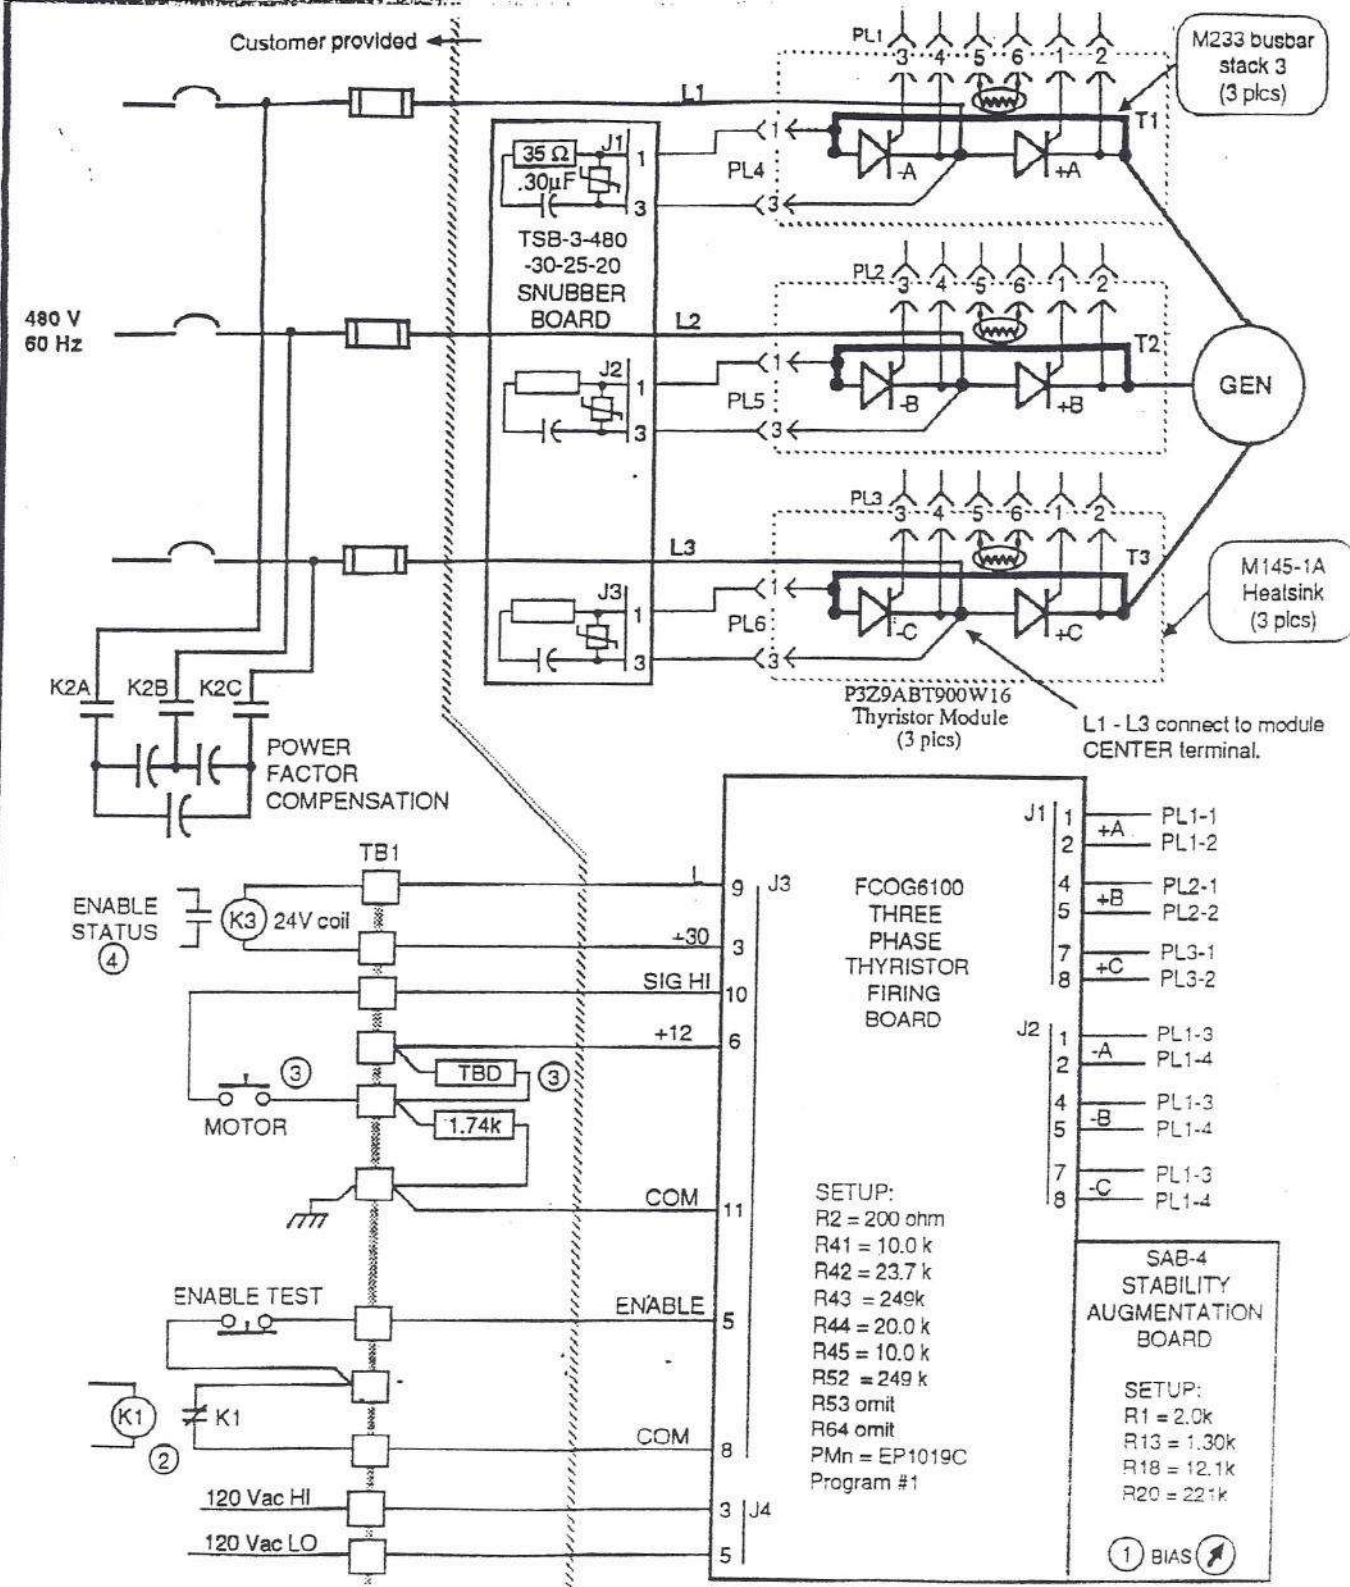 Customer provided
PL1
3 4 5 6 1 2
M233 busbar
stack 3
(3 plcs)
L1
T1
J1
35 Ω
1
.30µF
3
PL4
1
3
-A
+A
TSB-3-480
-30-25-20
SNUBBER
BOARD
PL2
3 4 5 6 1 2
480 V
60 Hz
L2
T2
J2
1
3
PL5
1
3
-B
+B
GEN
PL3
3 4 5 6 1 2
L3
T3
J3
1
3
PL6
1
3
-C
+C
M145-1A
Heatsink
(3 plcs)
K2A
K2B
K2C
P3Z9ABT900W16
Thyristor Module
(3 plcs)
L1 - L3 connect to module
CENTER terminal.
POWER
FACTOR
COMPENSATION
TB1
ENABLE
STATUS
4
K3
24V coil
L
9
J3
+30
3
SIG HI
10
+12
6
TBD
3
3
MOTOR
1.74k
COM
11
ENABLE TEST
ENABLE
5
K1
K1
2
COM
8
120 Vac HI
3
J4
120 Vac LO
5
FCOG6100
THREE
PHASE
THYRISTOR
FIRING
BOARD
J1
1 +A PL1-1
2 PL1-2
4 +B PL2-1
5 PL2-2
7 +C PL3-1
8 PL3-2
J2
1 -A PL1-3
2 PL1-4
4 -B PL1-3
5 PL1-4
7 -C PL1-3
8 PL1-4
SETUP:
R2 = 200 ohm
R41 = 10.0 k
R42 = 23.7 k
R43 = 249k
R44 = 20.0 k
R45 = 10.0 k
R52 = 249 k
R53 omit
R64 omit
PMn = EP1019C
Program #1
SAB-4
STABILITY
AUGMENTATION
BOARD
SETUP:
R1 = 2.0k
R13 = 1.30k
R18 = 12.1k
R20 = 221k
1 BIAS